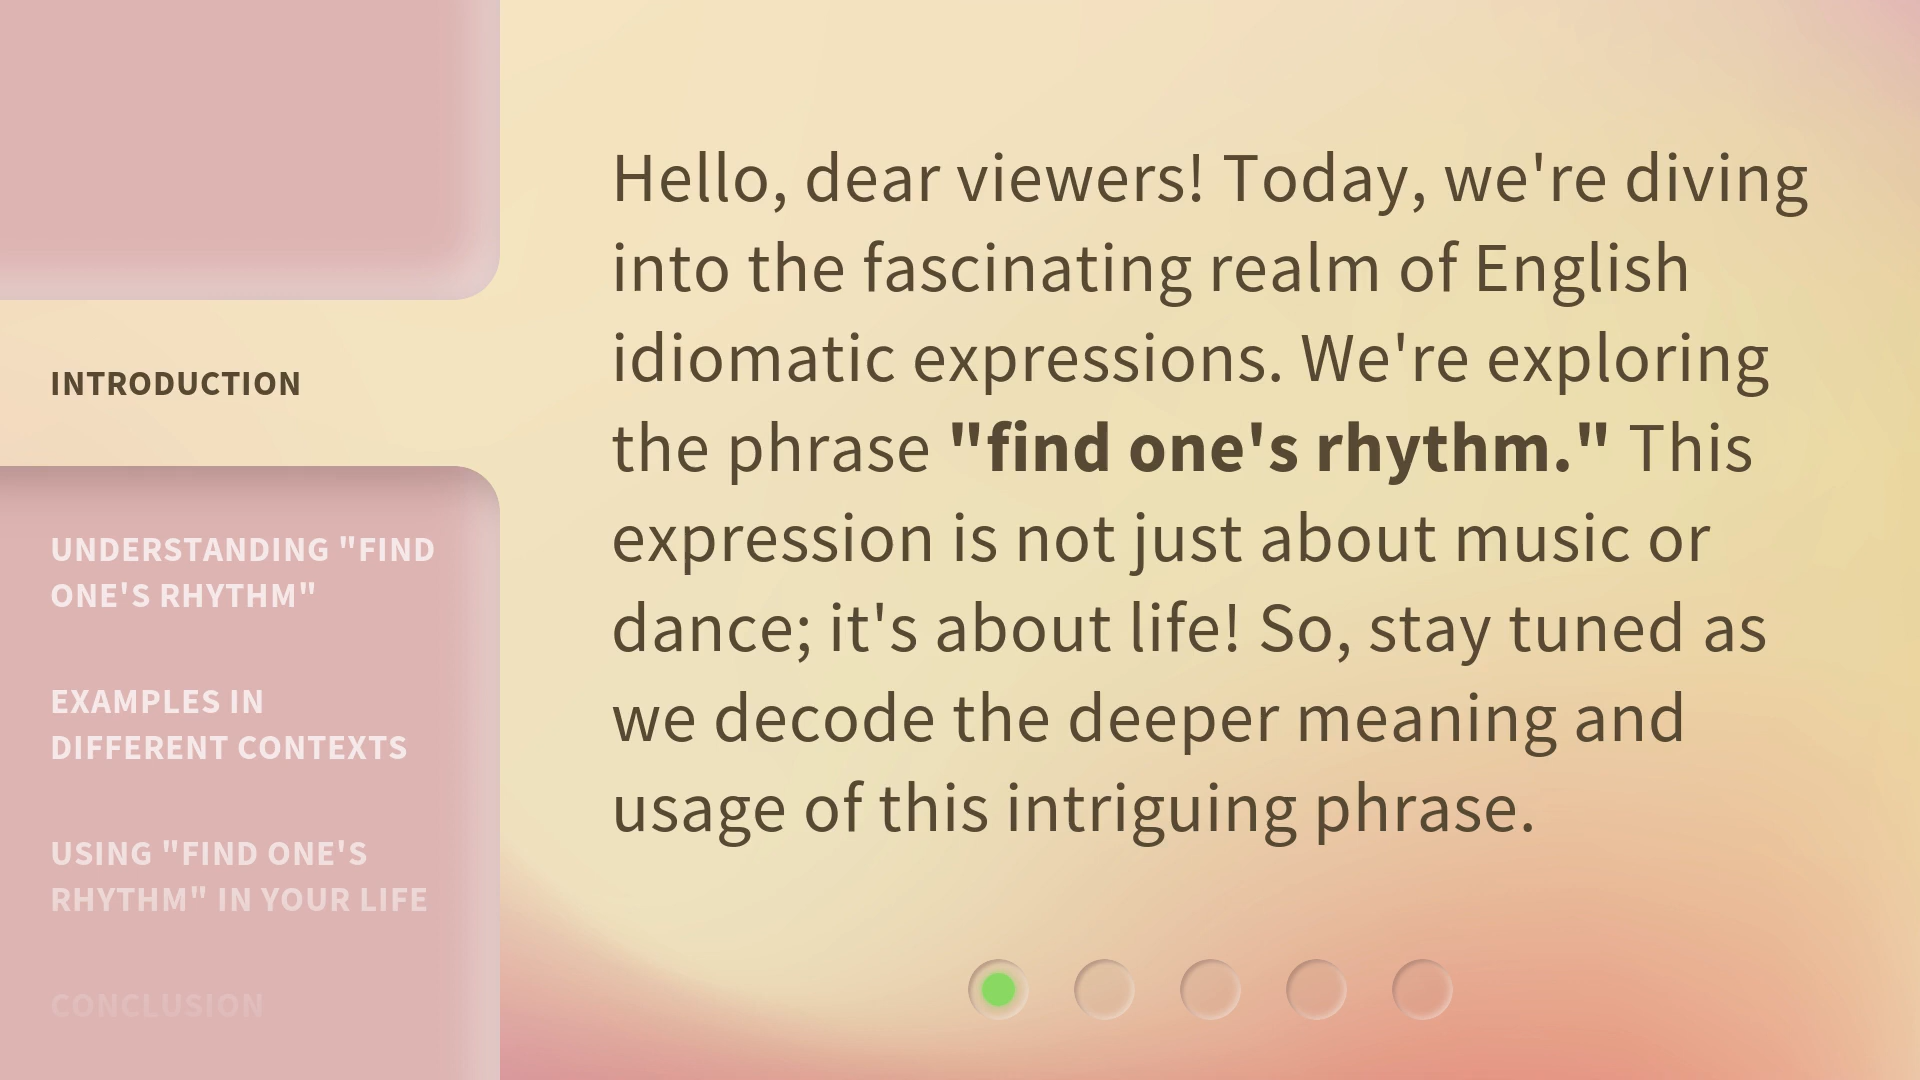 INTRODUCTION
UNDERSTANDING "FIND
ONE'S RHYTHM"
EXAMPLES IN
DIFFERENT CONTEXTS
USING "FIND ONE'S
RHYTHM" IN YOUR LIFE
CONCLUSION
Hello, dear viewers! Today, we're diving
into the fascinating realm of English
idiomatic expressions. We're exploring
the phrase "find one's rhythm." This
expression is not just about music or
dance; it's about life! So, stay tuned as
we decode the deeper meaning and
usage of this intriguing phrase.